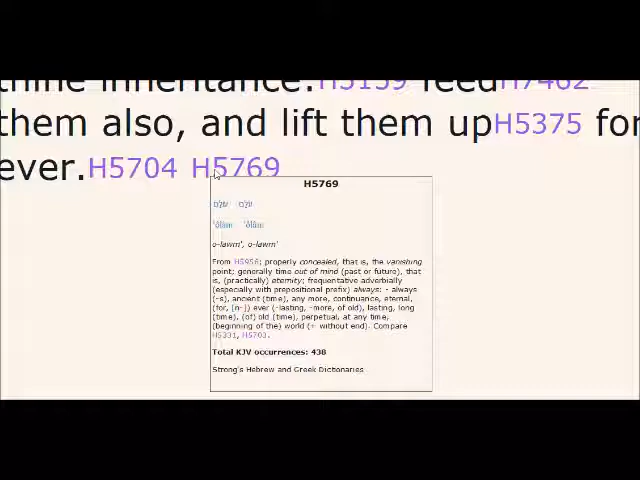 thine inheritance:H5159 feedH7462
them also, and lift them upH5375 for
ever.H5704 H5769
H5769
עלם עולם
‛ôlâm ‛ôlâm
o-lawm', o-lawm'
From H5956; properly concealed, that is, the vanishing
point; generally time out of mind (past or future), that
is, (practically) eternity; frequentative adverbially
(especially with prepositional prefix) always: - always
(-s), ancient (time), any more, continuance, eternal,
(for, [n-]) ever (-lasting, -more, of old), lasting, long
(time), (of) old (time), perpetual, at any time,
(beginning of the) world (+ without end). Compare
H5331, H5703.
Total KJV occurrences: 438
Strong's Hebrew and Greek Dictionaries